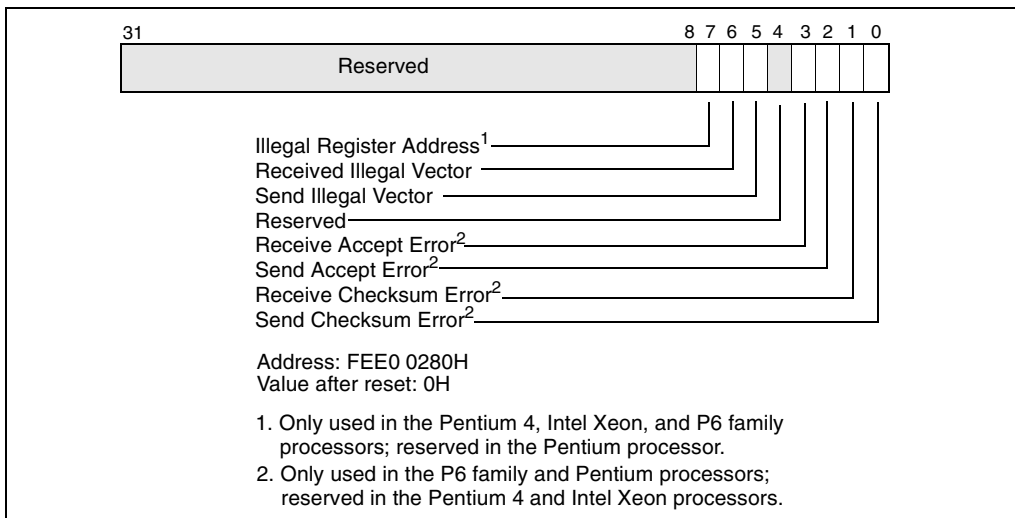 31 8 7 6 5 4 3 2 1 0
Reserved
Illegal Register Address1
Received Illegal Vector
Send Illegal Vector
Reserved
Receive Accept Error2
Send Accept Error2
Receive Checksum Error2
Send Checksum Error2
Address: FEE0 0280H
Value after reset: 0H
1. Only used in the Pentium 4, Intel Xeon, and P6 family
processors; reserved in the Pentium processor.
2. Only used in the P6 family and Pentium processors;
reserved in the Pentium 4 and Intel Xeon processors.